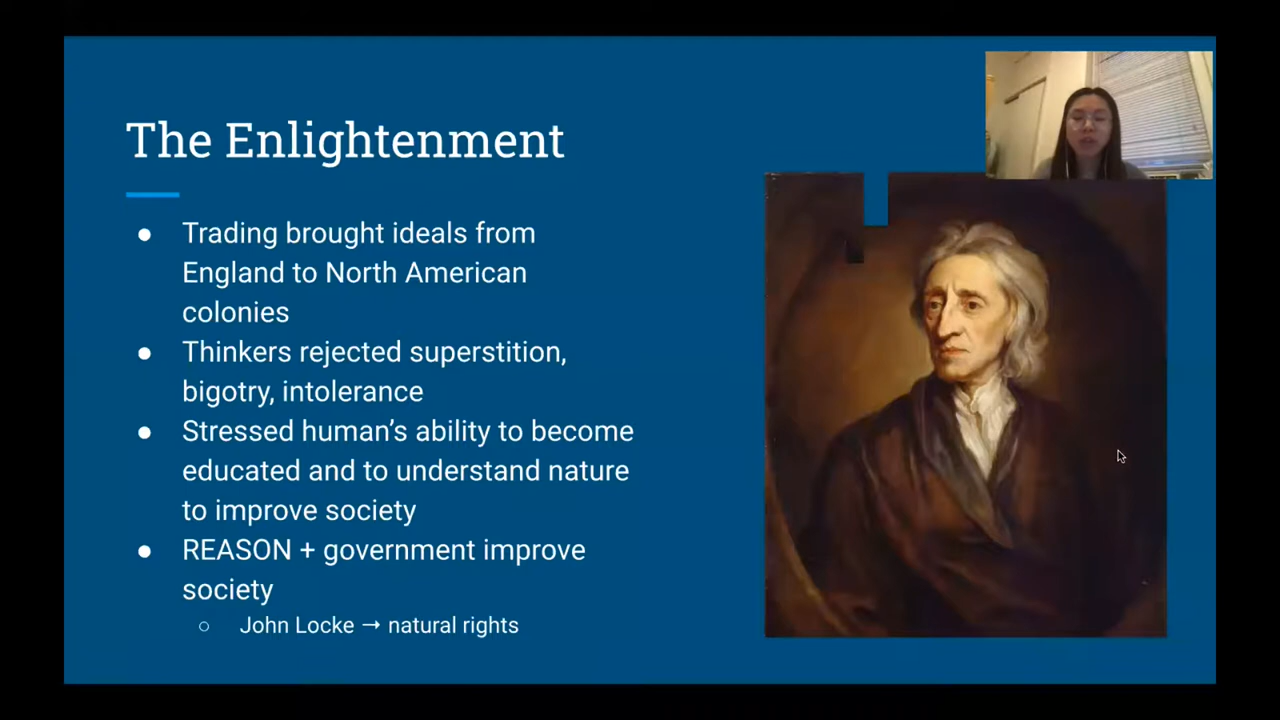 The Enlightenment
● Trading brought ideals from
England to North American
colonies
● Thinkers rejected superstition,
bigotry, intolerance
● Stressed human’s ability to become
educated and to understand nature
to improve society
● REASON + government improve
society
○ John Locke → natural rights